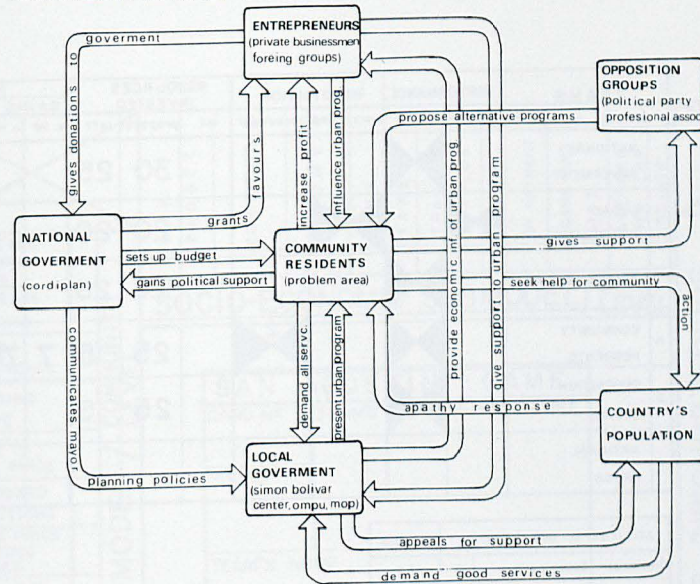 ENTREPRENEURS
(private businessmen
foreing groups)
OPPOSITION
GROUPS
(Political party
profesional assoc
NATIONAL
GOVERMENT
(cordiplan)
COMMUNITY
RESIDENTS
(problem area)
LOCAL
GOVERMENT
(simon bolivar
center, ompu, mop)
COUNTRY'S
POPULATION
gives donations to
goverment
grants
favours
increase profit
influence urban prog
propose alternative programs
provide economic inf of urban prog
give support to urban program
sets up budget
gains political support
gives support
seek help for community
action
apathy response
demand all servc.
present urban program
communicates mayor
planning policies
appeals for support
demand good services